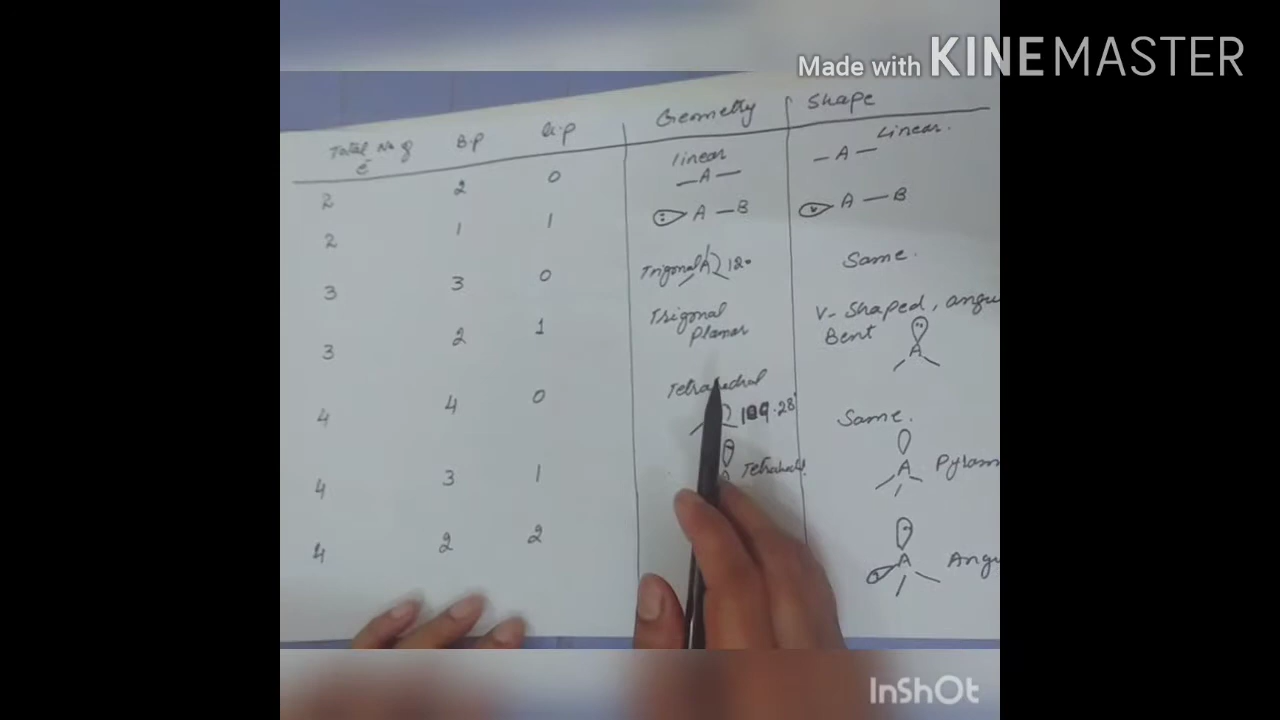 Made with KINEMASTER
Total No of e⁻ B.p l.p Geometry Shape
2 2 0 linear –A– –A– Linear.
2 1 1 A–B A–B
3 3 0 Trigonal A 120 Same.
3 2 1 Trigonal Planar V-Shaped, angu Bent A
4 4 0 Tetrahedral 109.28' Same.
4 3 1 Tetrahedl. A Pyram
4 2 2 A Angu
InShOt